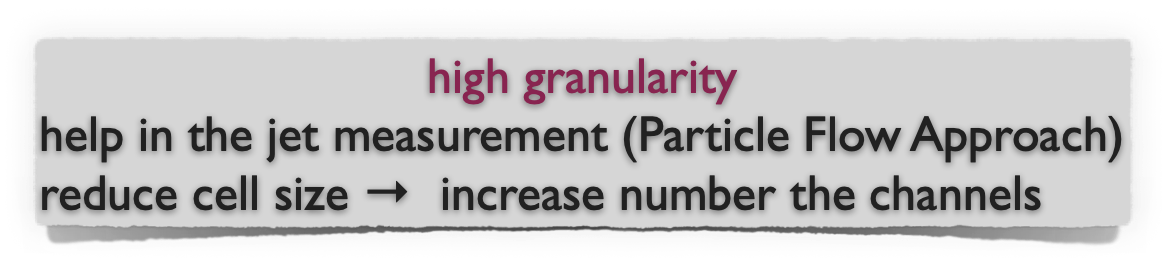 high granularity
help in the jet measurement (Particle Flow Approach)
reduce cell size → increase number the channels